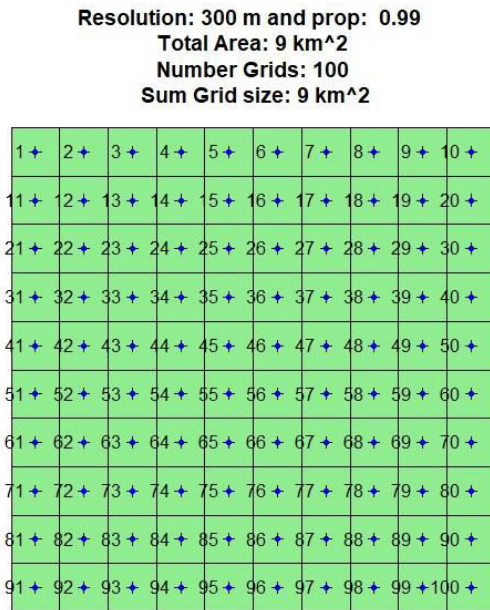 Resolution: 300 m and prop:  0.99
Total Area: 9 km^2
Number Grids: 100
Sum Grid size: 9 km^2
1 2 3 4 5 6 7 8 9 10
11 12 13 14 15 16 17 18 19 20
21 22 23 24 25 26 27 28 29 30
31 32 33 34 35 36 37 38 39 40
41 42 43 44 45 46 47 48 49 50
51 52 53 54 55 56 57 58 59 60
61 62 63 64 65 66 67 68 69 70
71 72 73 74 75 76 77 78 79 80
81 82 83 84 85 86 87 88 89 90
91 92 93 94 95 96 97 98 99 100